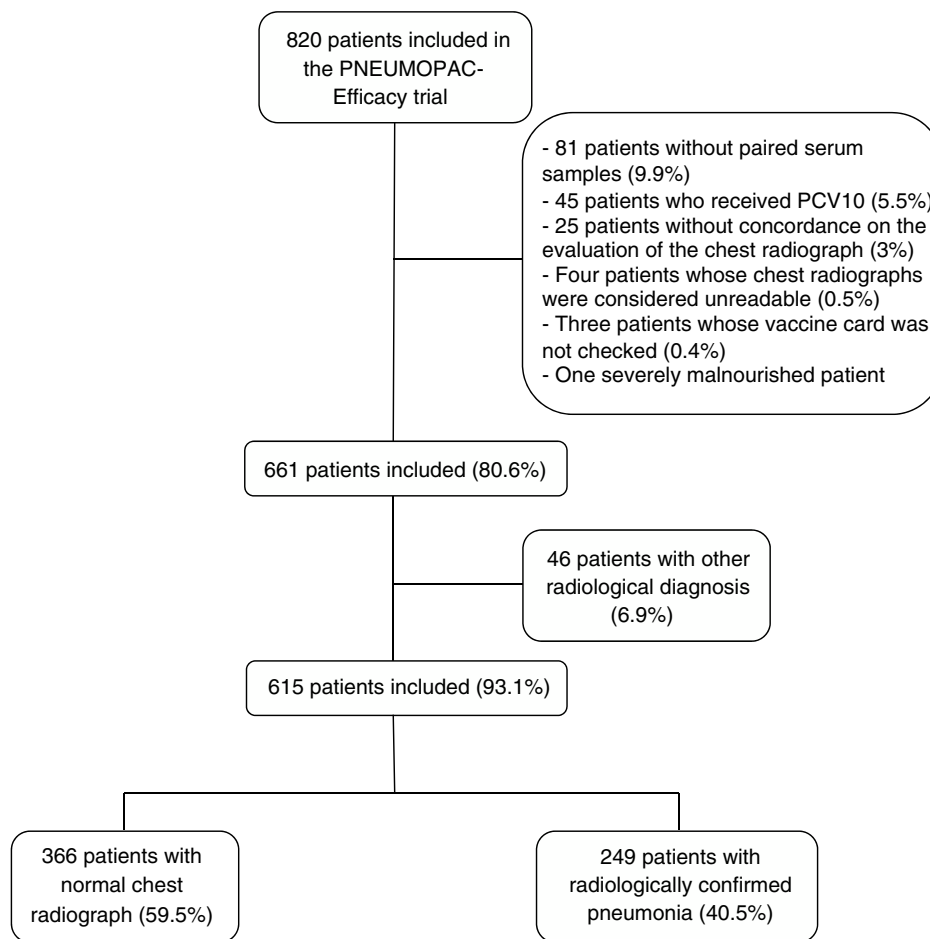 820 patients included in
the PNEUMOPAC-
Efficacy trial
- 81 patients without paired serum
samples (9.9%)
- 45 patients who received PCV10 (5.5%)
- 25 patients without concordance on the
evaluation of the chest radiograph (3%)
- Four patients whose chest radiographs
were considered unreadable (0.5%)
- Three patients whose vaccine card was
not checked (0.4%)
- One severely malnourished patient
661 patients included (80.6%)
46 patients with other
radiological diagnosis
(6.9%)
615 patients included (93.1%)
366 patients with
normal chest
radiograph (59.5%)
249 patients with
radiologically confirmed
pneumonia (40.5%)